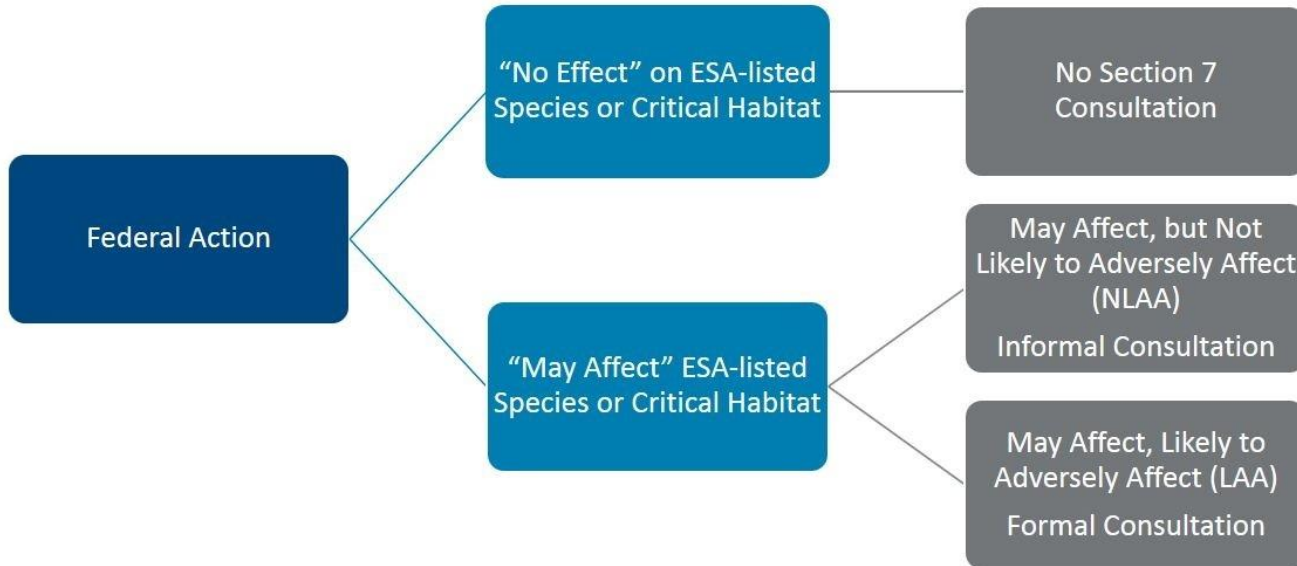 Federal Action
“No Effect” on ESA-listed
Species or Critical Habitat
“May Affect” ESA-listed
Species or Critical Habitat
No Section 7
Consultation
May Affect, but Not
Likely to Adversely Affect
(NLAA)
Informal Consultation
May Affect, Likely to
Adversely Affect (LAA)
Formal Consultation